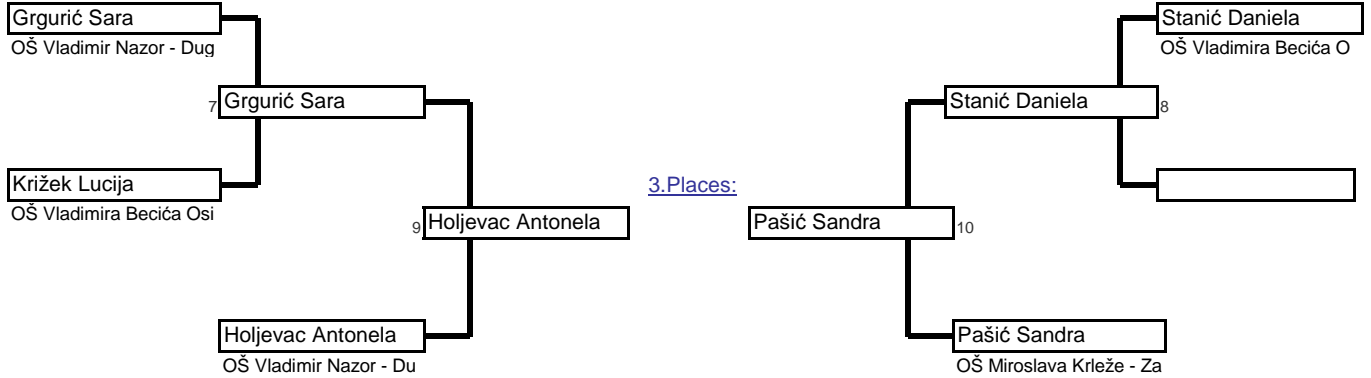 Grgurić Sara
OŠ Vladimir Nazor - Dug
7 Grgurić Sara
Križek Lucija
OŠ Vladimira Becića Osi
9 Holjevac Antonela
Holjevac Antonela
OŠ Vladimir Nazor - Du
3.Places:
Stanić Daniela
OŠ Vladimira Becića O
Stanić Daniela 8
Pašić Sandra 10
Pašić Sandra
OŠ Miroslava Krleže - Za